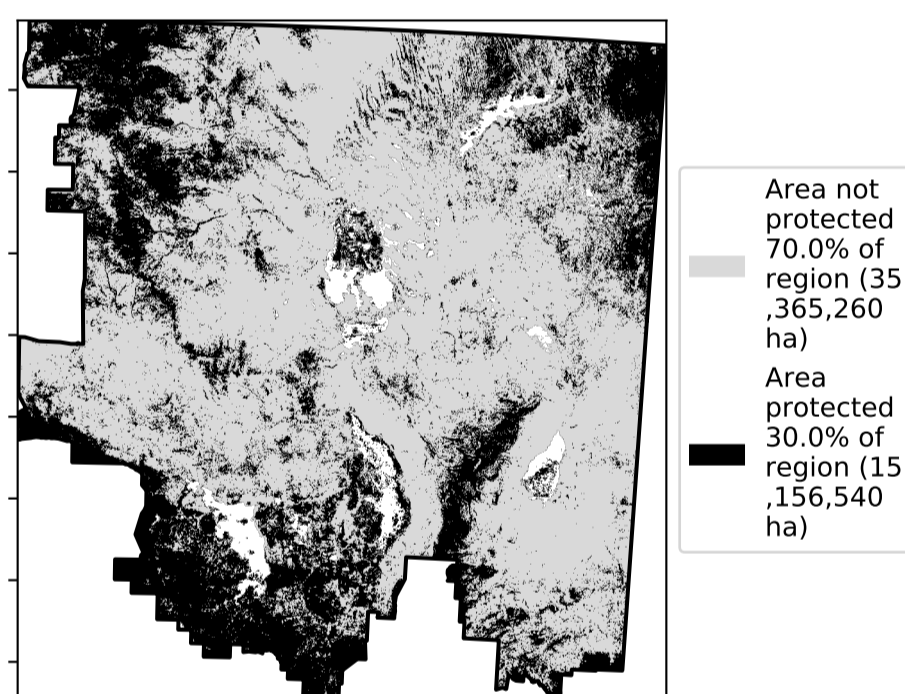 Area not
protected
70.0% of
region (35
,365,260
ha)
Area
protected
30.0% of
region (15
,156,540
ha)